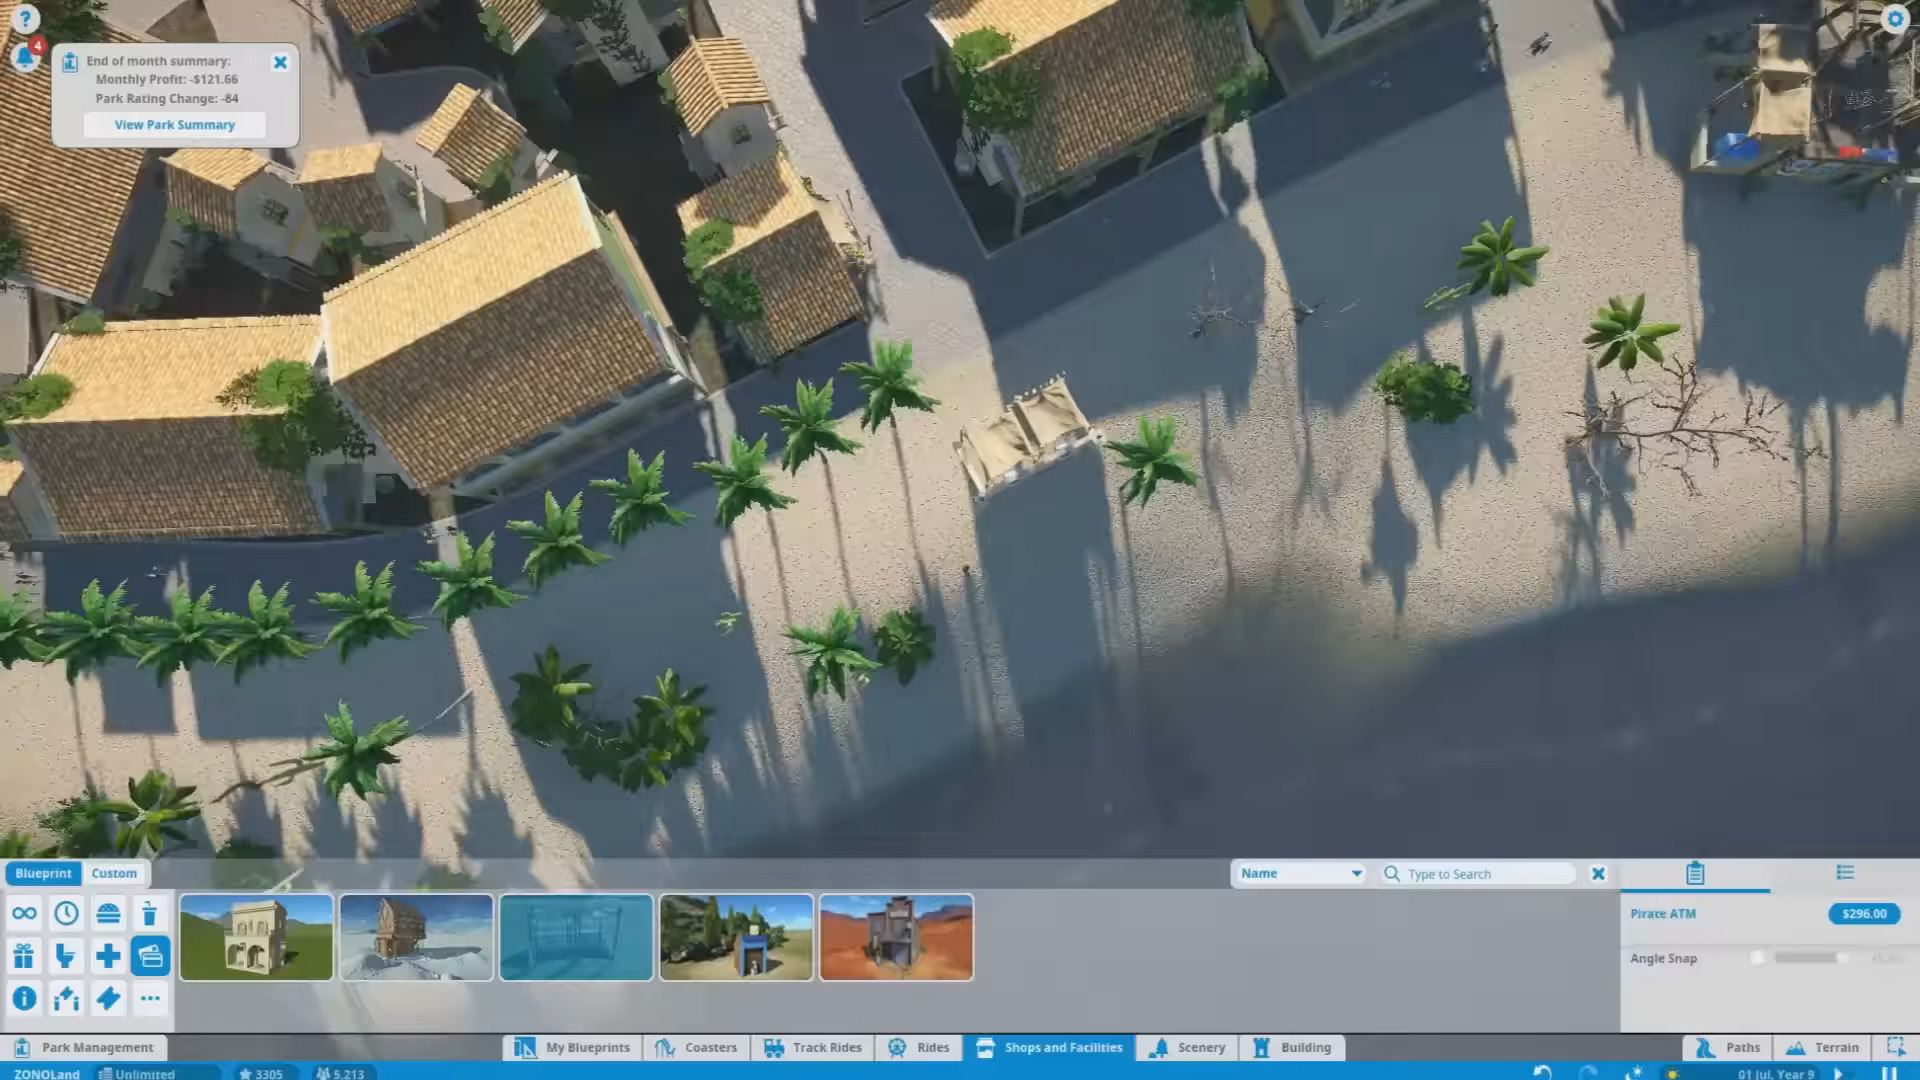 ?
4
End of month summary:
Monthly Profit: -$121.66
Park Rating Change: -84
View Park Summary
Blueprint
Custom
Name
Type to Search
Pirate ATM
$296.00
Angle Snap
Park Management
My Blueprints
Coasters
Track Rides
Rides
Shops and Facilities
Scenery
Building
Paths
Terrain
ZONOLand
Unlimited
3305
5,213
01 Jul, Year 9